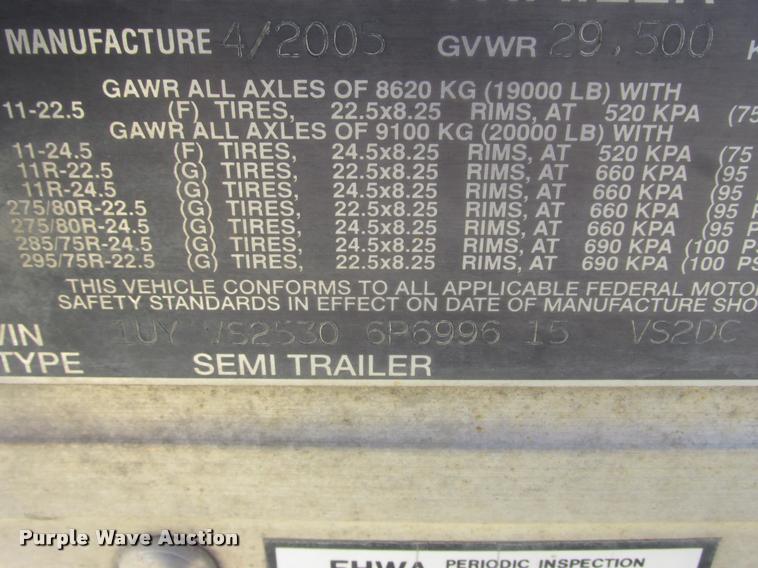 MANUFACTURE 4/2005 GVWR 29,500
GAWR ALL AXLES OF 8620 KG (19000 LB) WITH
11-22.5 (F) TIRES, 22.5x8.25 RIMS, AT 520 KPA (75
GAWR ALL AXLES OF 9100 KG (20000 LB) WITH
11-24.5 (F) TIRES, 24.5x8.25 RIMS, AT 520 KPA (75
11R-22.5 (G) TIRES, 22.5x8.25 RIMS, AT 660 KPA (95
11R-24.5 (G) TIRES, 24.5x8.25 RIMS, AT 660 KPA (95
275/80R-22.5 (G) TIRES, 22.5x8.25 RIMS, AT 660 KPA (95
275/80R-24.5 (G) TIRES, 24.5x8.25 RIMS, AT 660 KPA (95 P
285/75R-24.5 (G) TIRES, 24.5x8.25 RIMS, AT 690 KPA (100 P
295/75R-22.5 (G) TIRES, 22.5x8.25 RIMS, AT 690 KPA (100 PS
THIS VEHICLE CONFORMS TO ALL APPLICABLE FEDERAL MOTOR
SAFETY STANDARDS IN EFFECT ON DATE OF MANUFACTURE SHO
VIN 1UY VS2530 6P6996 15 VS2DC
TYPE SEMI TRAILER
Purple Wave Auction
FHWA PERIODIC INSPECTION